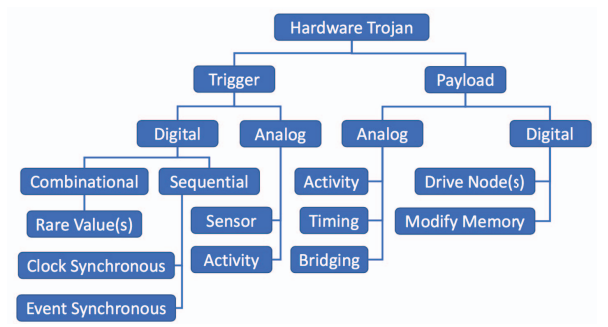 Hardware Trojan
Trigger
Payload
Digital
Analog
Analog
Digital
Combinational
Sequential
Activity
Drive Node(s)
Rare Value(s)
Sensor
Timing
Modify Memory
Clock Synchronous
Activity
Bridging
Event Synchronous